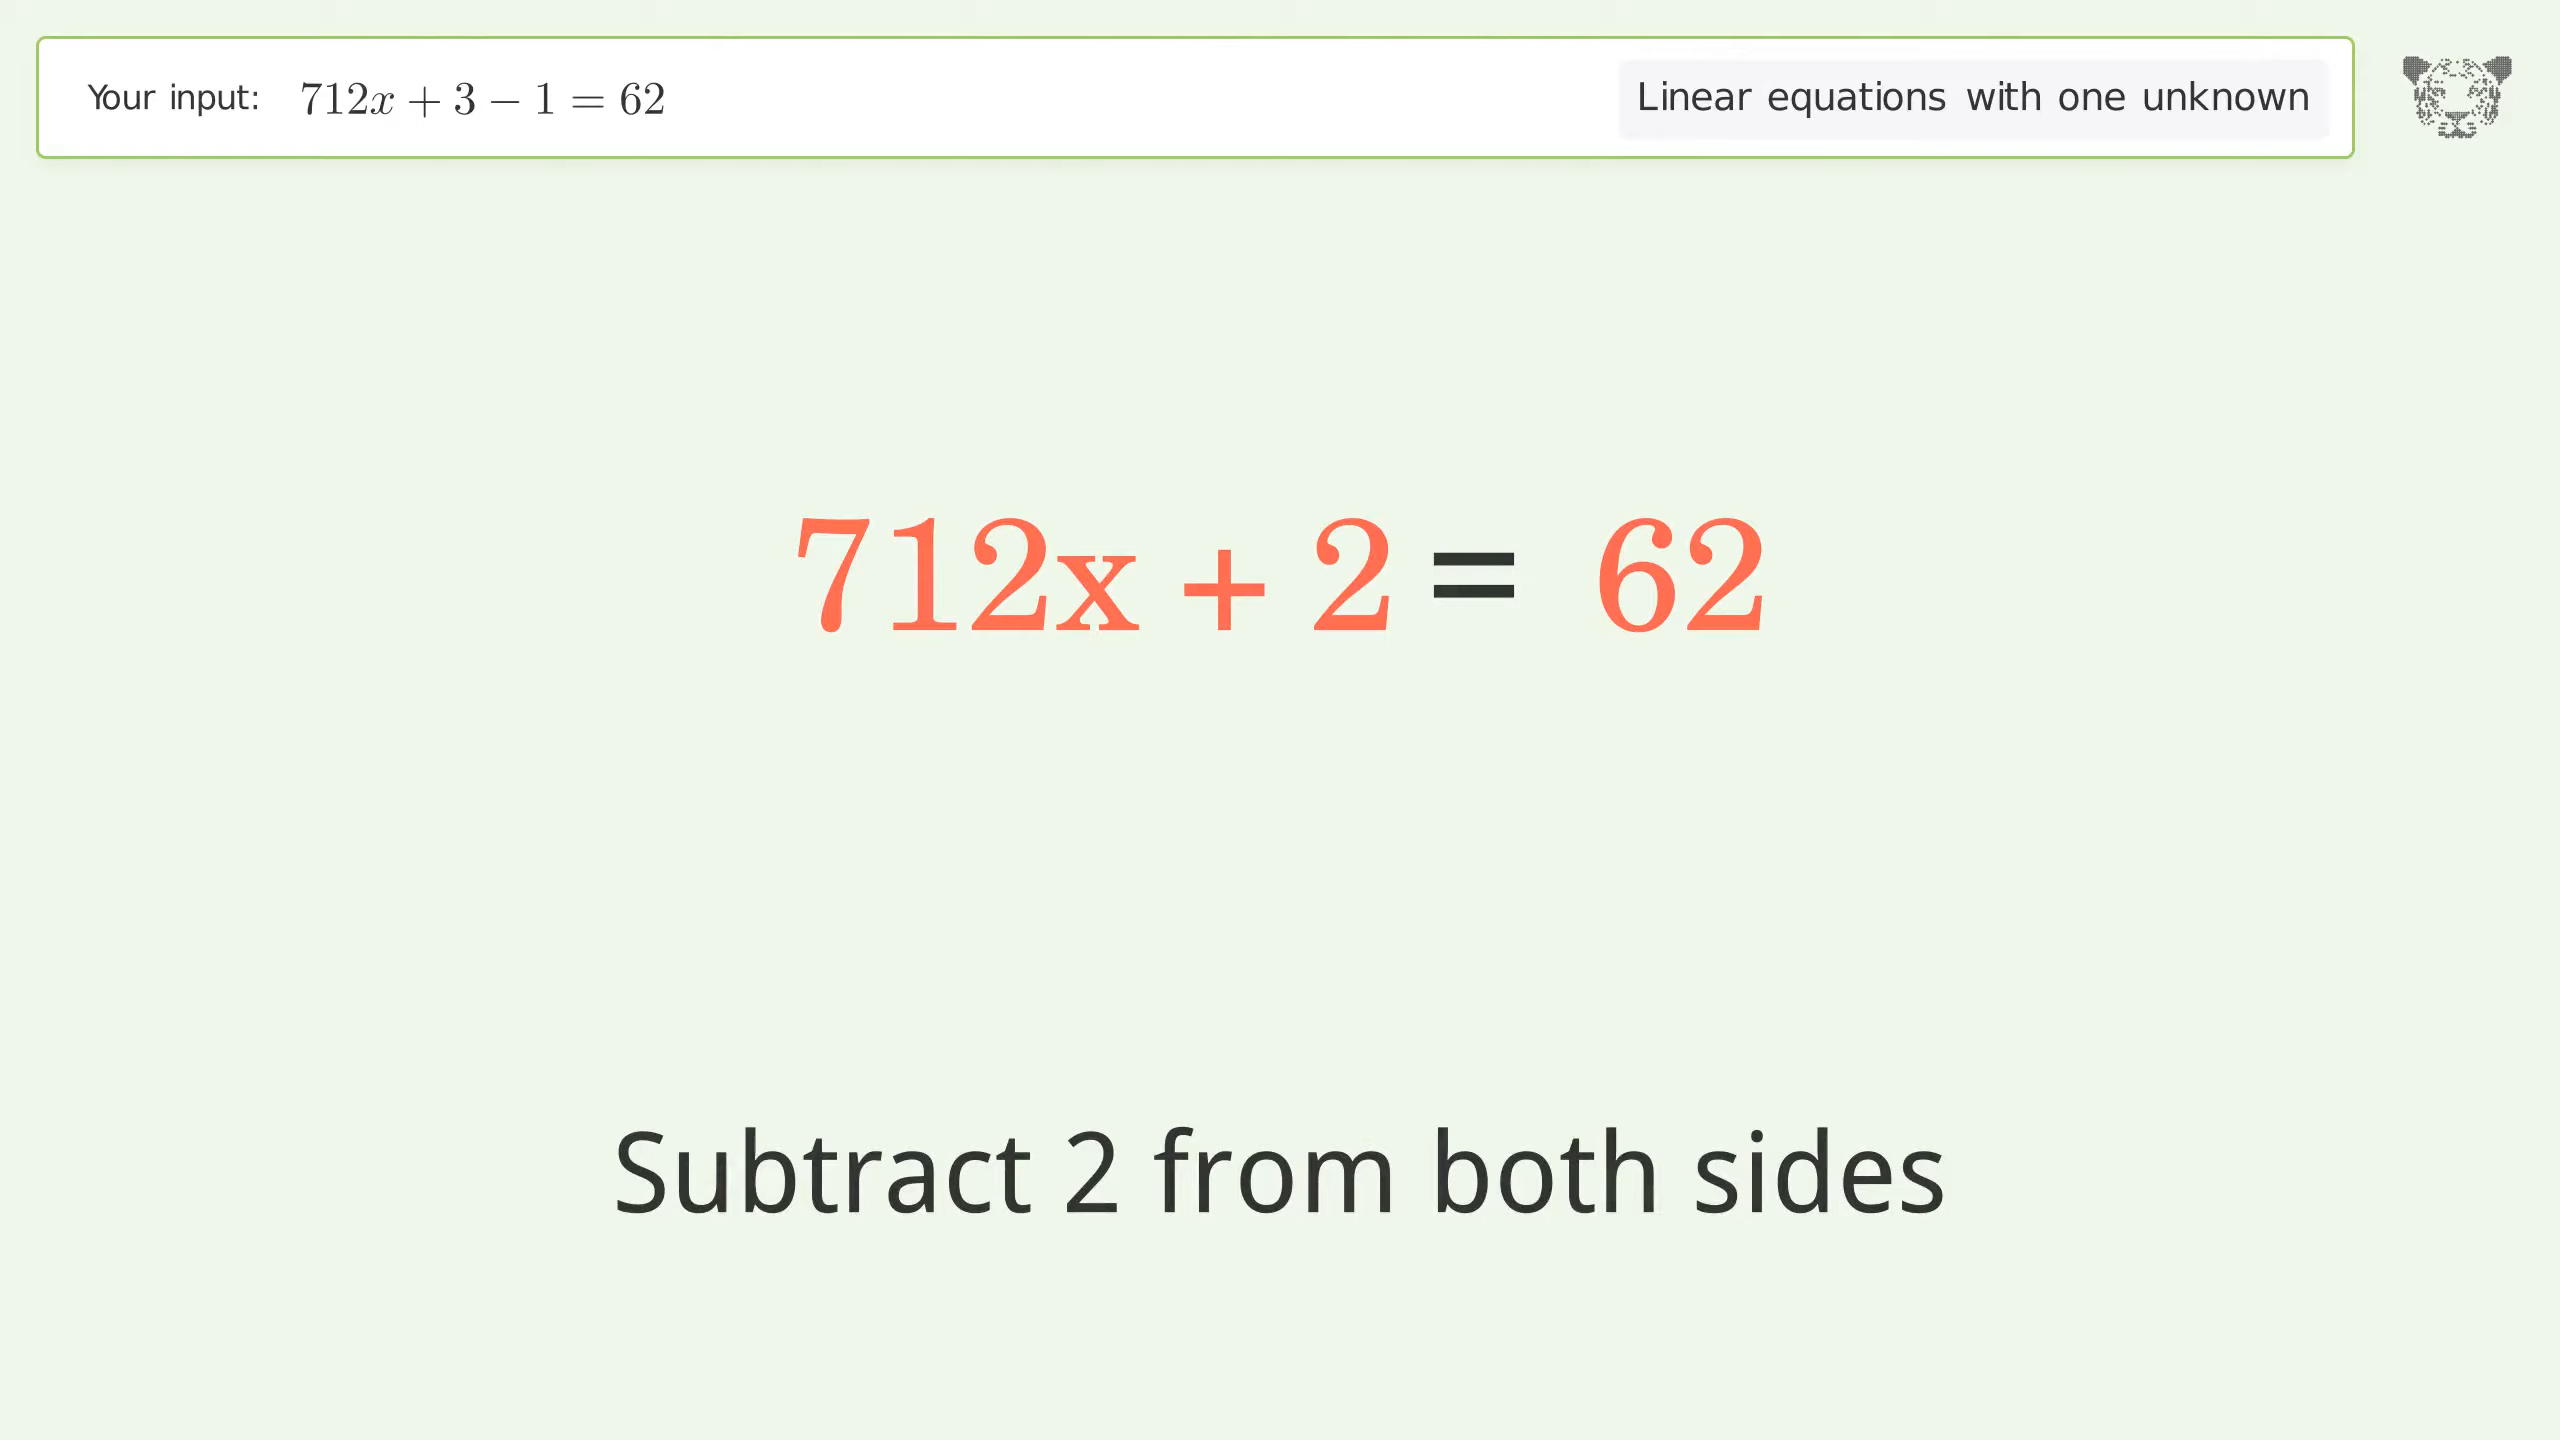 Your input: 712x + 3 − 1 = 62
Linear equations with one unknown
712x + 2 = 62
Subtract 2 from both sides